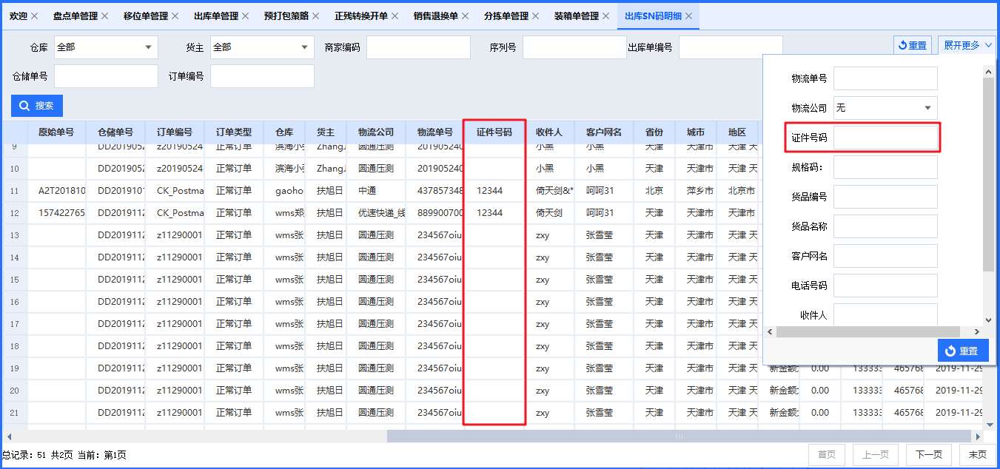 欢迎 盘点单管理 移位单管理 出库单管理 预打包策略 正残转换开单 销售退换单 分拣单管理 装箱单管理 出库SN码明细
仓库 全部 货主 全部 商家编码 序列号 出库单编号 重置 展开更多
仓储单号 订单编号
搜索
物流单号
物流公司 无
证件号码
规格码：
货品编号
货品名称
客户网名
电话号码
收件人
重置
原始单号 仓储单号 订单编号 订单类型 仓库 货主 物流公司 物流单号 证件号码 收件人 客户网名 省份 城市 地区
9 DD201905 z20190524 正常订单 滨海小 ZhangJ 圆通压测 201905240 小黑 小黑 天津 天津市 天津 天
10 DD201905 z20190524 正常订单 滨海小 ZhangJ 圆通压测 201905240 小黑 小黑 天津 天津市 天津 天
11 A2T201810 DD201910 CK_Postma gaoho 扶旭日 中通 437857348 12344 倚天剑&* 呵呵31 北京 萍乡市 北京市
12 157422765 DD2019112 CK_Postma wms郑 扶旭日 优速快递_线 889900700 12344 倚天剑 呵呵31 天津 天津市 天津 天
13 DD2019112 z11290001 正常订单 wms张 扶旭日 圆通压测 234567oiu zxy 张雪莹 天津 天津市 天津 天
14 DD2019112 z11290001 正常订单 wms张 扶旭日 圆通压测 234567oiu zxy 张雪莹 天津 天津市 天津 天
15 DD2019112 z11290001 正常订单 wms张 扶旭日 圆通压测 234567oiu zxy 张雪莹 天津 天津市 天津 天
16 DD2019112 z11290001 正常订单 wms张 扶旭日 圆通压测 234567oiu zxy 张雪莹 天津 天津市 天津 天
17 DD2019112 z11290001 正常订单 wms张 扶旭日 圆通压测 234567oiu zxy 张雪莹 天津 天津市 天津 天
18 DD2019112 z11290001 正常订单 wms张 扶旭日 圆通压测 234567oiu zxy 张雪莹 天津 天津市 天津 天
19 DD2019112 z11290001 正常订单 wms张 扶旭日 圆通压测 234567oiu zxy 张雪莹 天津 天津市 天津 天 新金额 0.00 13333 465768 2019-11-29
20 DD2019112 z11290001 正常订单 wms张 扶旭日 圆通压测 234567oiu zxy 张雪莹 天津 天津市 天津 天 新金额 0.00 13333 465768 2019-11-29
21 DD2019112 z11290001 正常订单 wms张 扶旭日 圆通压测 234567oiu zxy 张雪莹 天津 天津市 天津 天 新金额 0.00 13333 465768 2019-11-29
总记录： 51 共2页 当前： 第1页 首页 上一页 下一页 末页